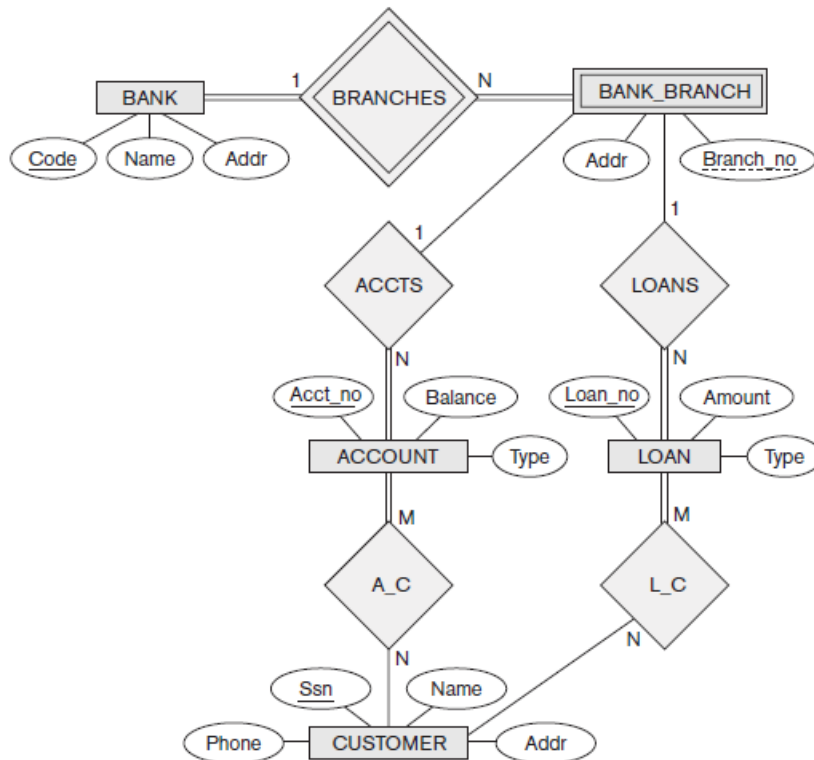 1 N
BANK BRANCHES BANK_BRANCH
Code Name Addr Addr Branch_no
1 1
ACCTS LOANS
N N
Acct_no Balance Loan_no Amount
ACCOUNT Type LOAN Type
M M
A_C L_C
N N
Ssn Name
Phone CUSTOMER Addr